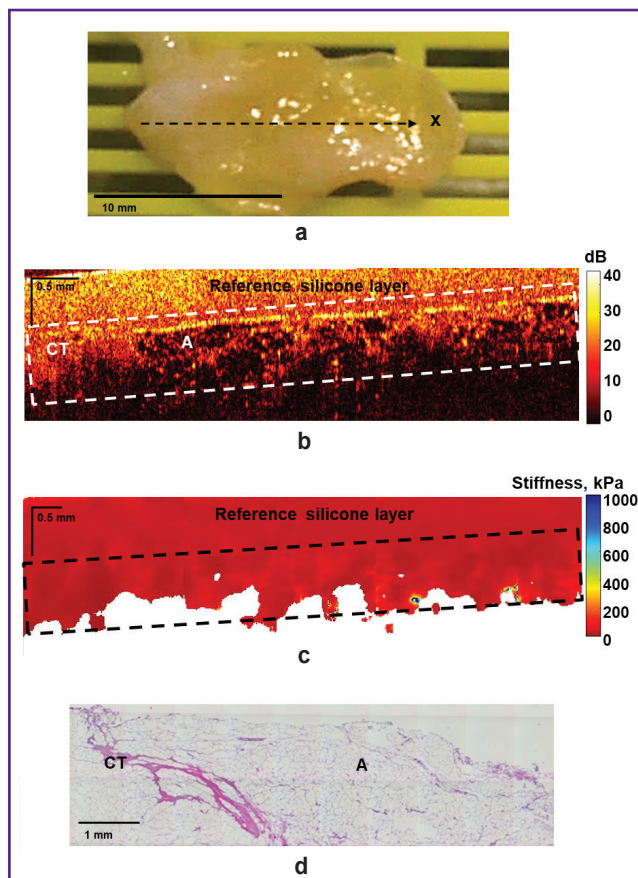 x
10 mm
a
dB
0.5 mm
Reference silicone layer
40
CT
A
30
20
10
0
b
Stiffness, kPa
0.5 mm
Reference silicone layer
1000
800
600
400
200
0
c
CT
A
1 mm
d